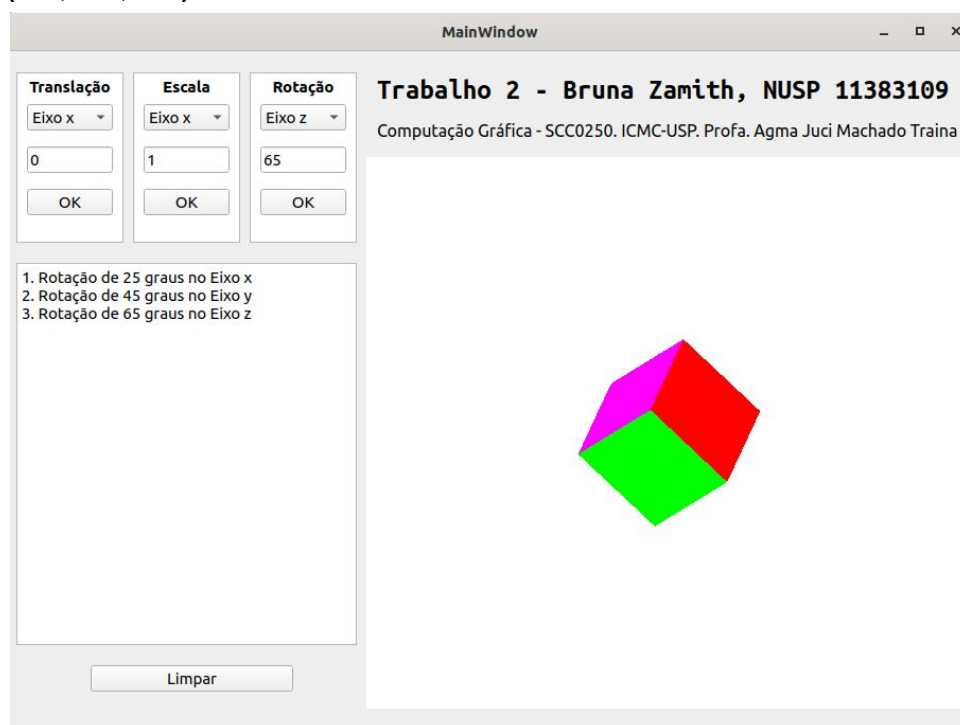 MainWindow
Translação
Escala
Rotação
Eixo x
Eixo x
Eixo z
0
1
65
OK
OK
OK
Trabalho 2 - Bruna Zamith, NUSP 11383109
Computação Gráfica - SCC0250. ICMC-USP. Profa. Agma Juci Machado Traina
1. Rotação de 25 graus no Eixo x
2. Rotação de 45 graus no Eixo y
3. Rotação de 65 graus no Eixo z
Limpar